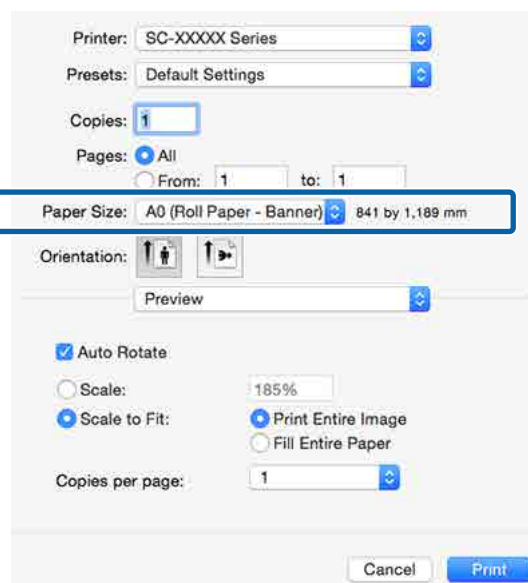 Printer: SC-XXXXX Series
Presets: Default Settings
Copies: 1
Pages: All
From: 1 to: 1
Paper Size: A0 (Roll Paper - Banner) 841 by 1,189 mm
Orientation:
Preview
Auto Rotate
Scale: 185%
Scale to Fit: Print Entire Image
Fill Entire Paper
Copies per page: 1
Cancel Print